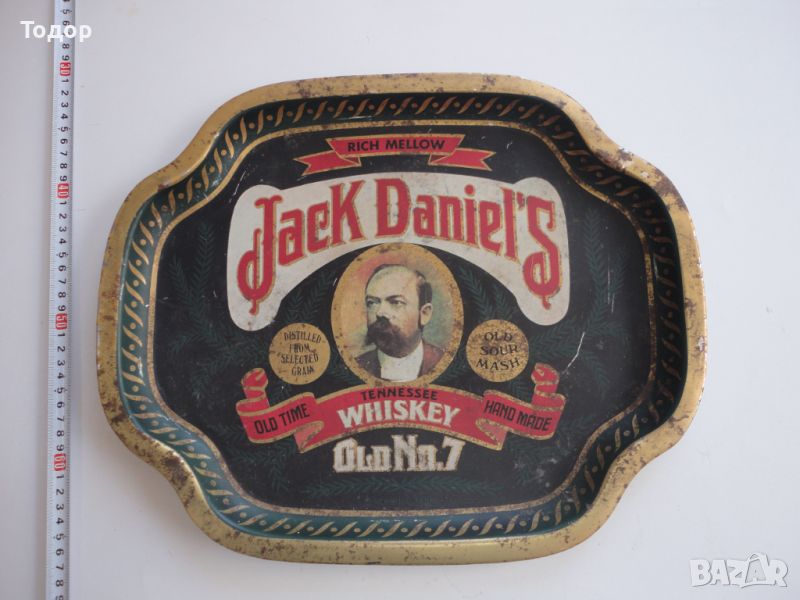 Тодор
RICH MELLOW
Jack Daniel's
DISTILLED
FROM
SELECTED
GRAIN
OLD
SOUR
MASH
TENNESSEE
OLD TIME WHISKEY HAND MADE
OLD No.7
BAZAR